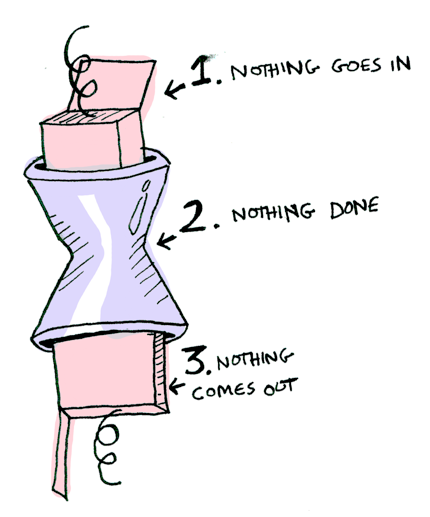 1. NOTHING GOES IN
2. NOTHING DONE
3. NOTHING
COMES OUT